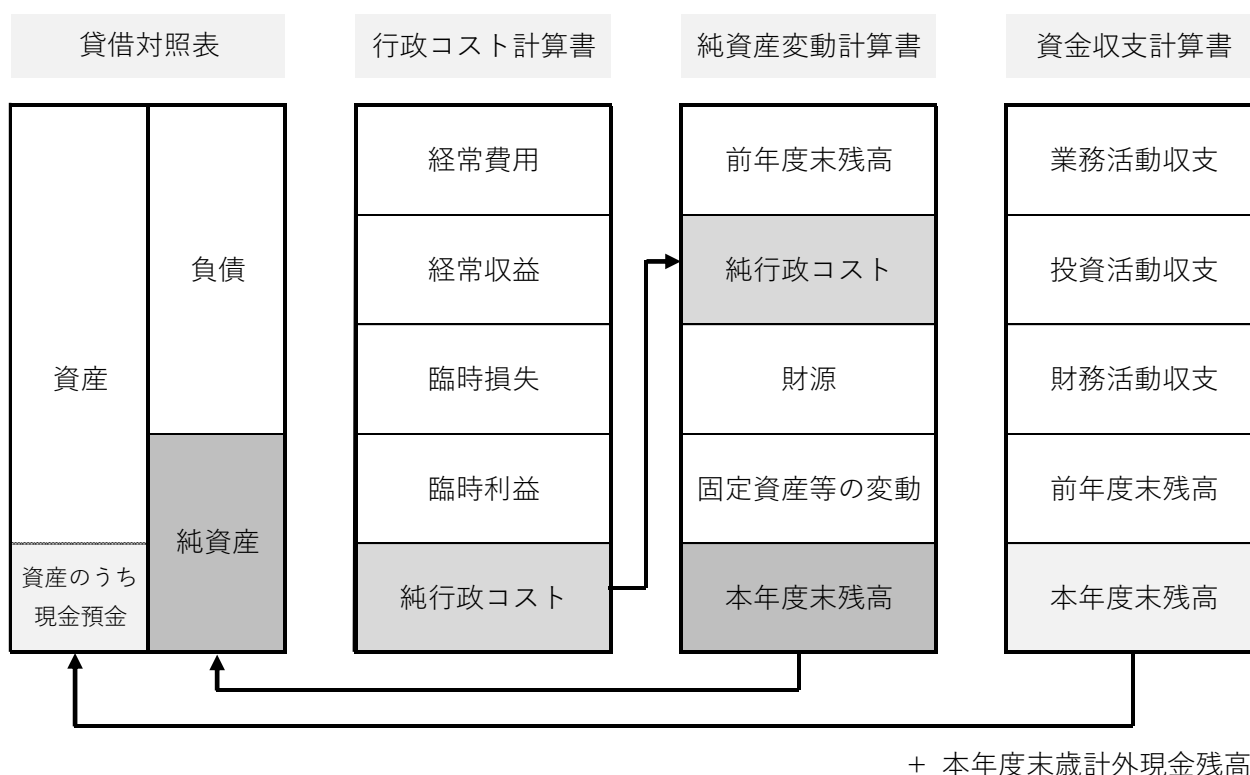 貸借対照表
行政コスト計算書
純資産変動計算書
資金収支計算書
資産
資産のうち
現金預金
負債
純資産
経常費用
経常収益
臨時損失
臨時利益
純行政コスト
前年度末残高
純行政コスト
財源
固定資産等の変動
本年度末残高
業務活動収支
投資活動収支
財務活動収支
前年度末残高
本年度末残高
+ 本年度末歳計外現金残高